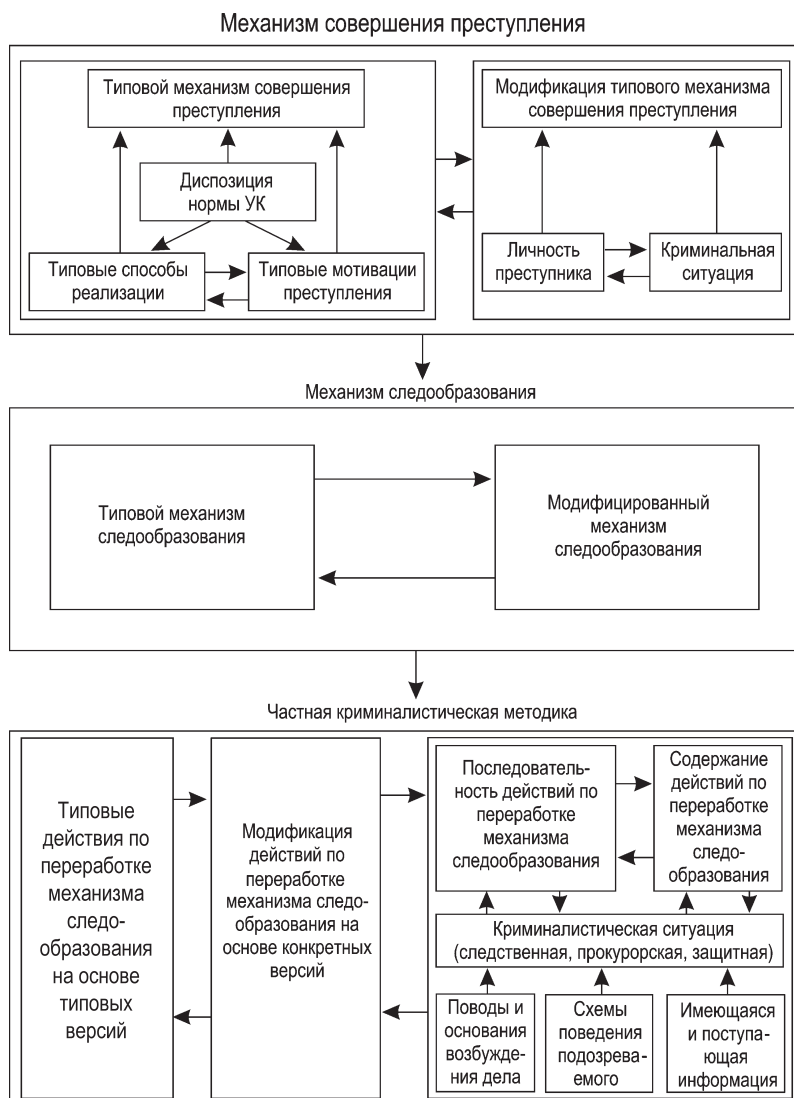 Механизм совершения преступления
Типовой механизм совершения
преступления
Диспозиция
нормы УК
Типовые способы
реализации
Типовые мотивации
преступления
Модификация типового механизма
совершения преступления
Личность
преступника
Криминальная
ситуация
Механизм следообразования
Типовой механизм
следообразования
Модифицированный
механизм
следообразования
Частная криминалистическая методика
Типовые
действия по
переработке
механизма
следо-
образования
на основе
типовых
версий
Модификация
действий по
переработке
механизма следо-
образования на
основе конкретных
версий
Последователь-
ность действий по
переработке
механизма
следообразования
Содержание
действий по
переработке
механизма
следо-
образования
Криминалистическая ситуация
(следственная, прокурорская, защитная)
Поводы и
основания
возбужде-
ния дела
Схемы
поведения
подозрева-
емого
Имеющаяся
и поступа-
ющая
информация